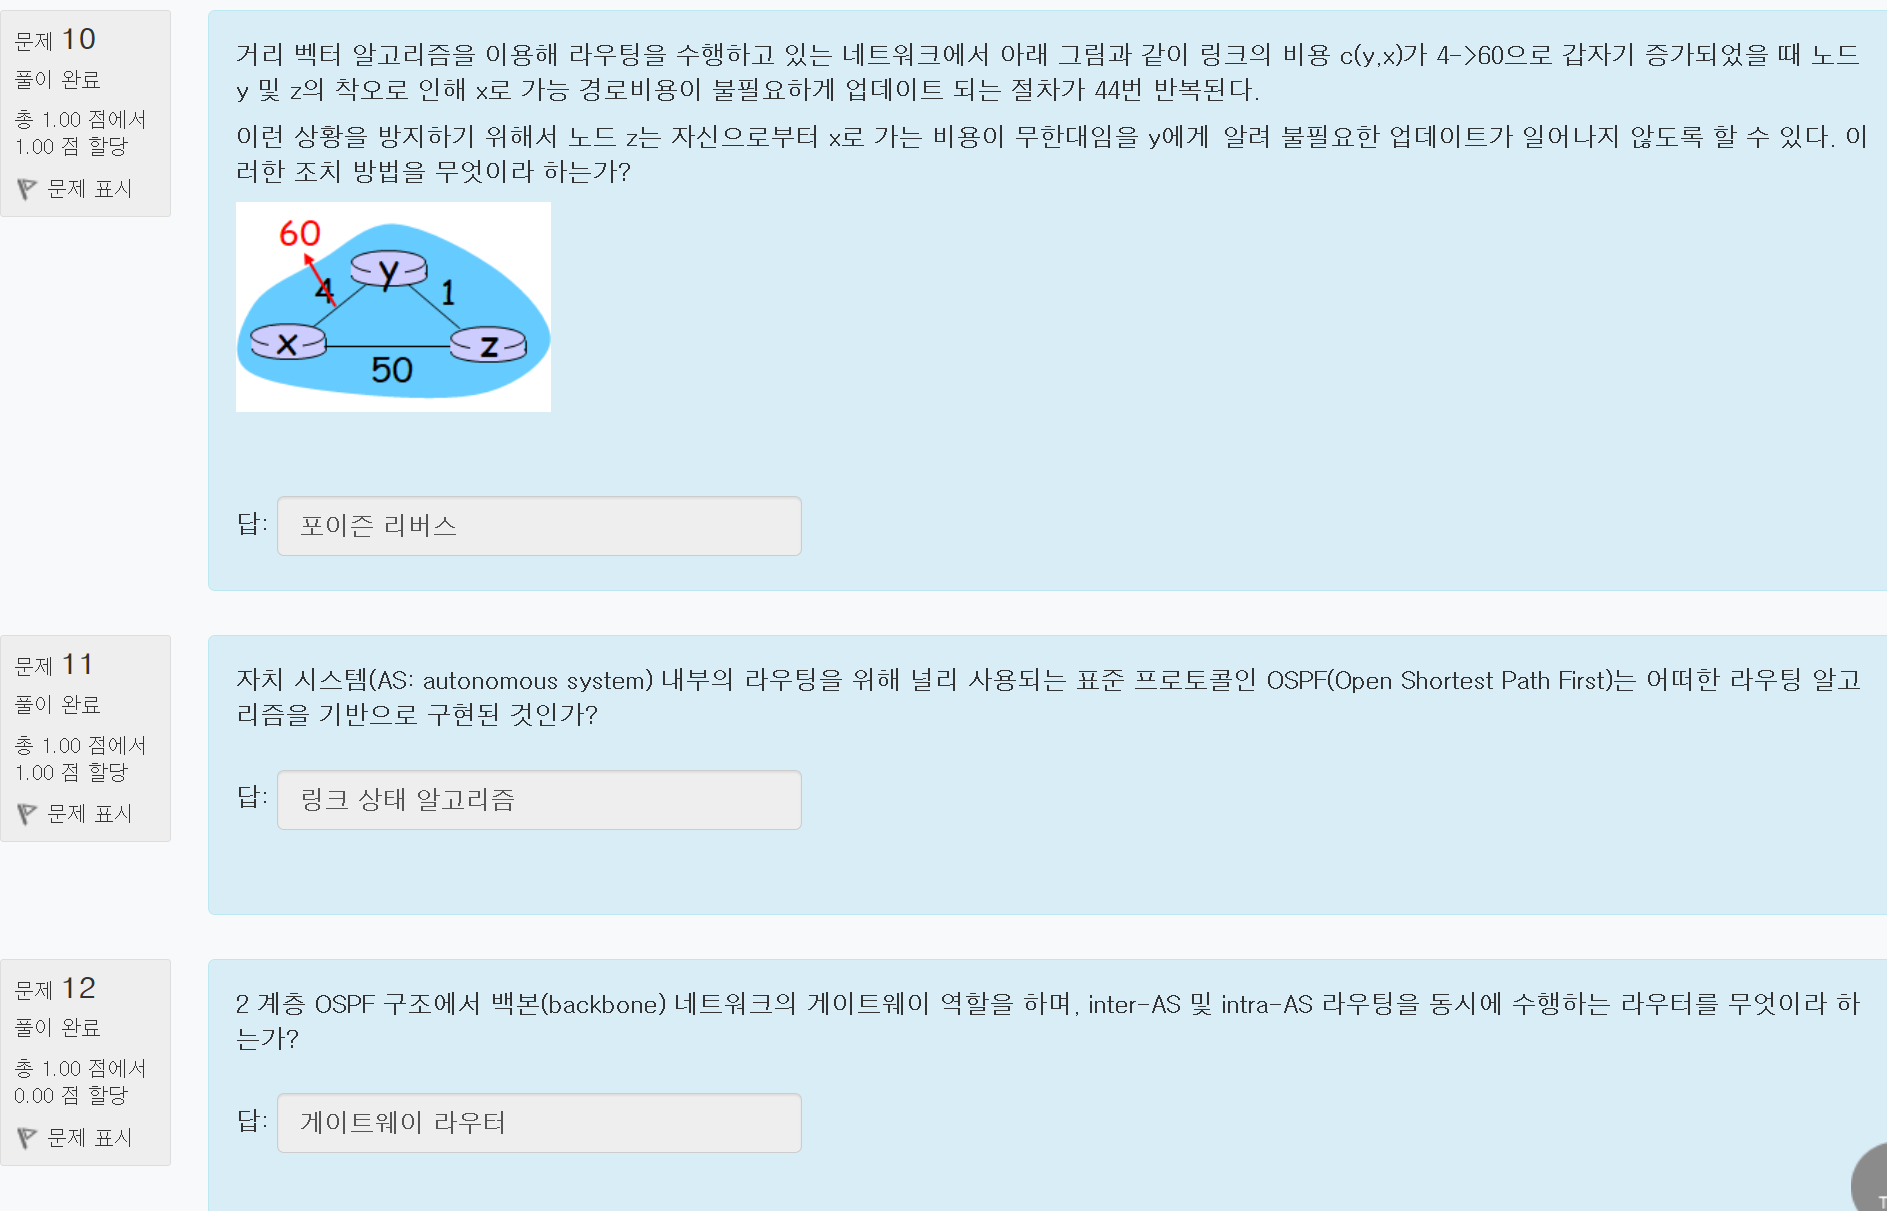 문제 10
풀이 완료
총 1.00 점에서
1.00 점 할당
문제 표시
거리 벡터 알고리즘을 이용해 라우팅을 수행하고 있는 네트워크에서 아래 그림과 같이 링크의 비용 c(y,x)가 4->60으로 갑자기 증가되었을 때 노드
y 및 z의 착오로 인해 x로 가능 경로비용이 불필요하게 업데이트 되는 절차가 44번 반복된다.
이런 상황을 방지하기 위해서 노드 z는 자신으로부터 x로 가는 비용이 무한대임을 y에게 알려 불필요한 업데이트가 일어나지 않도록 할 수 있다. 이
러한 조치 방법을 무엇이라 하는가?
60
y
4
1
x
z
50
답: 포이즌 리버스
문제 11
풀이 완료
총 1.00 점에서
1.00 점 할당
문제 표시
자치 시스템(AS: autonomous system) 내부의 라우팅을 위해 널리 사용되는 표준 프로토콜인 OSPF(Open Shortest Path First)는 어떠한 라우팅 알고
리즘을 기반으로 구현된 것인가?
답: 링크 상태 알고리즘
문제 12
풀이 완료
총 1.00 점에서
0.00 점 할당
문제 표시
2 계층 OSPF 구조에서 백본(backbone) 네트워크의 게이트웨이 역할을 하며, inter-AS 및 intra-AS 라우팅을 동시에 수행하는 라우터를 무엇이라 하
는가?
답: 게이트웨이 라우터